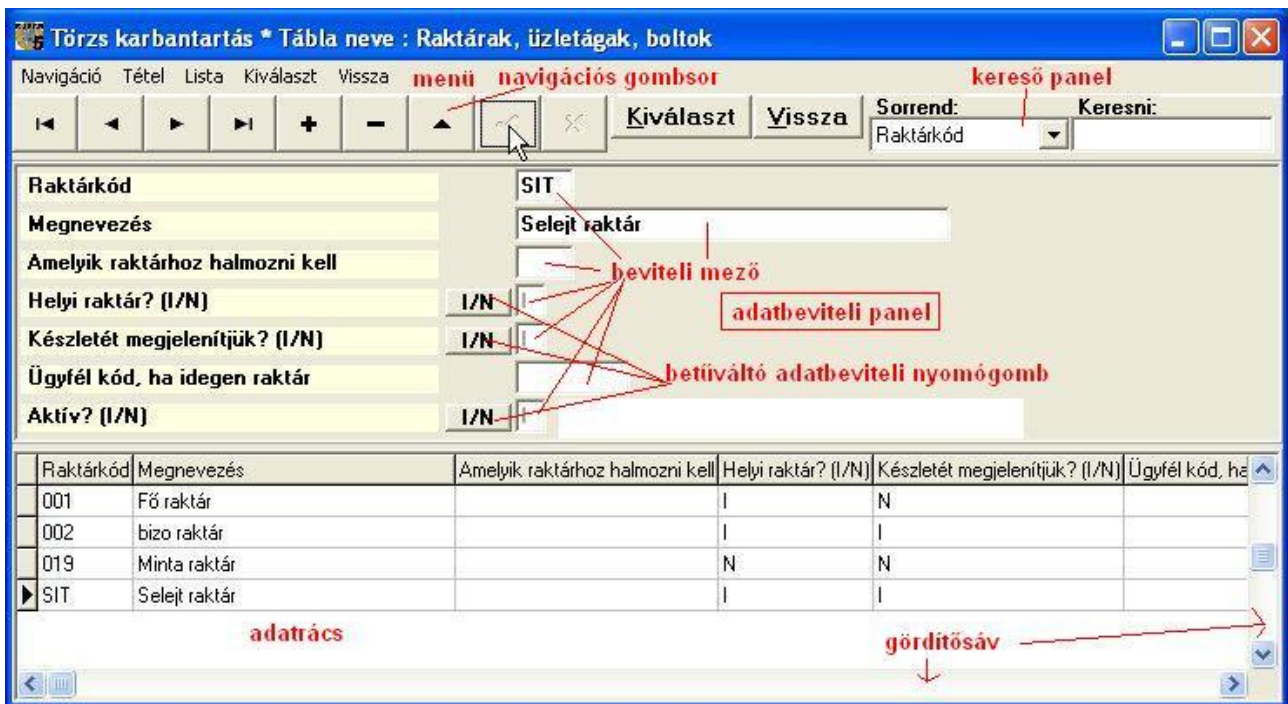 Törzs karbantartás * Tábla neve : Raktárak, üzletágak, boltok
Navigáció Tétel Lista Kiválaszt Vissza menü navigációs gombsor kereső panel
Kiválaszt Vissza Sorrend: Keresni:
Raktárkód
Raktárkód SIT
Megnevezés Selejt raktár
Amelyik raktárhoz halmozni kell
beviteli mező
Helyi raktár? (I/N) I/N I
adatbeviteli panel
Készletét megjelenítjük? (I/N) I/N I
Ügyfél kód, ha idegen raktár
betűváltó adatbeviteli nyomógomb
Aktív? (I/N) I/N I
Raktárkód Megnevezés Amelyik raktárhoz halmozni kell Helyi raktár? (I/N) Készletét megjelenítjük? (I/N) Ügyfél kód, ha
001 Fő raktár I N
002 bizo raktár I I
019 Minta raktár N N
SIT Selejt raktár I I
adatrács
gördítősáv